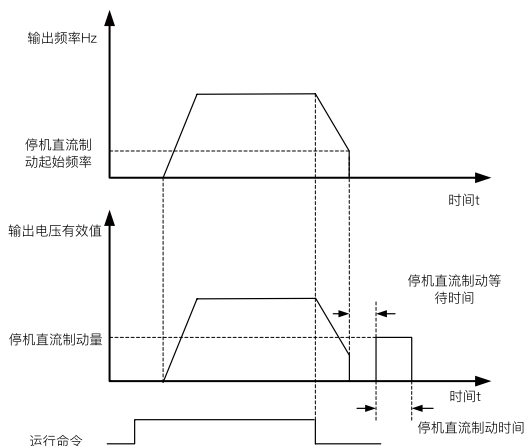 输出频率Hz
停机直流制
动起始频率
时间t
输出电压有效值
停机直流制动等
待时间
停机直流制动量
时间t
停机直流制动时间
运行命令